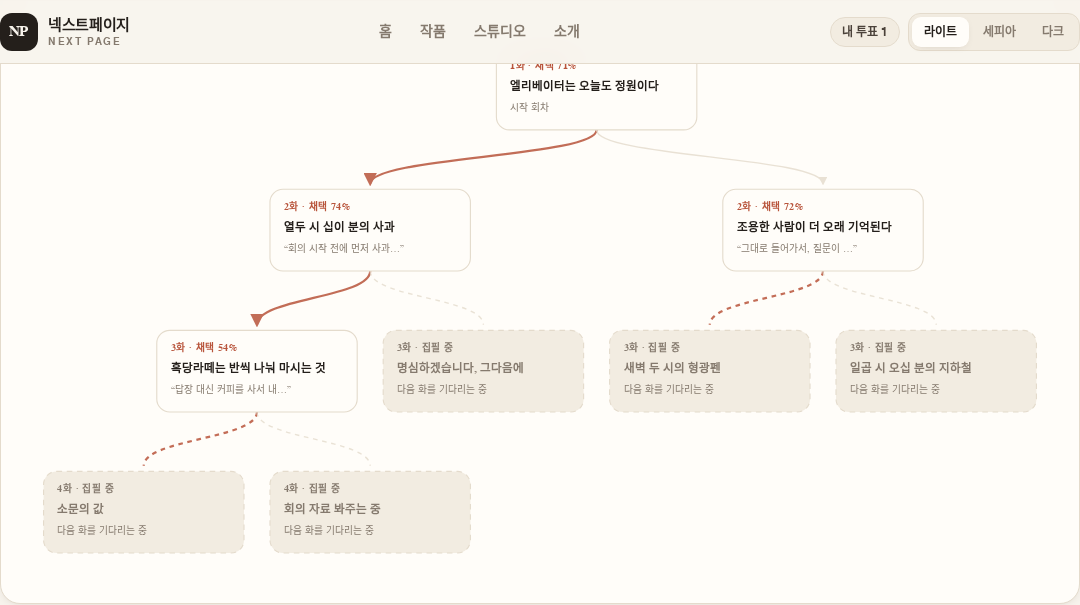 NP
넥스트페이지
NEXT PAGE
홈
작품
스튜디오
소개
내 투표 1
라이트
세피아
다크
1화 · 채택 71%
엘리베이터는 오늘도 정원이다
시작 회차
2화 · 채택 74%
열두 시 십이 분의 사과
“회의 시작 전에 먼저 사과…”
2화 · 채택 72%
조용한 사람이 더 오래 기억된다
“그대로 들어가서, 질문이 …”
3화 · 채택 54%
흑당라떼는 반씩 나눠 마시는 것
“답장 대신 커피를 사서 내…”
3화 · 집필 중
명심하겠습니다, 그다음에
다음 화를 기다리는 중
3화 · 집필 중
새벽 두 시의 형광펜
다음 화를 기다리는 중
3화 · 집필 중
일곱 시 오십 분의 지하철
다음 화를 기다리는 중
4화 · 집필 중
소문의 값
다음 화를 기다리는 중
4화 · 집필 중
회의 자료 봐주는 중
다음 화를 기다리는 중